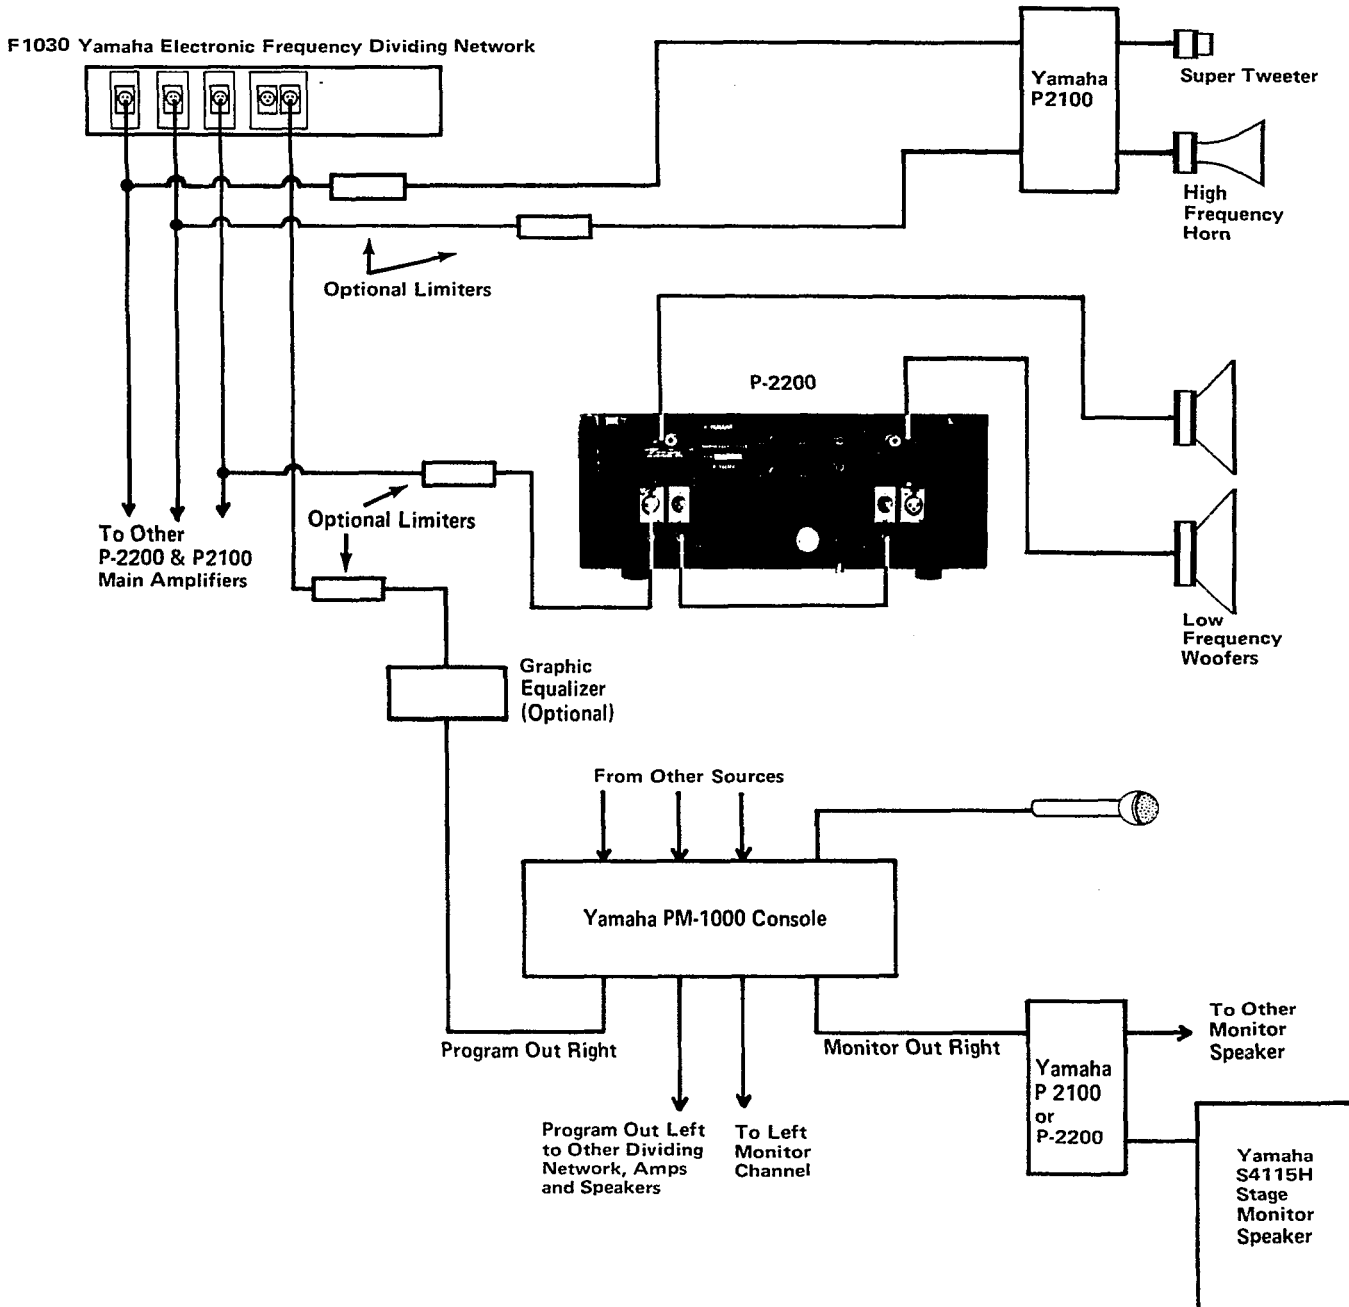 F1030 Yamaha Electronic Frequency Dividing Network
Yamaha
P2100
Super Tweeter
High
Frequency
Horn
Optional Limiters
P-2200
To Other
P-2200 & P2100
Main Amplifiers
Optional Limiters
Low
Frequency
Woofers
Graphic
Equalizer
(Optional)
From Other Sources
Yamaha PM-1000 Console
Program Out Right
Monitor Out Right
To Other
Monitor
Speaker
Yamaha
P 2100
or
P-2200
Program Out Left
to Other Dividing
Network, Amps
and Speakers
To Left
Monitor
Channel
Yamaha
S4115H
Stage
Monitor
Speaker